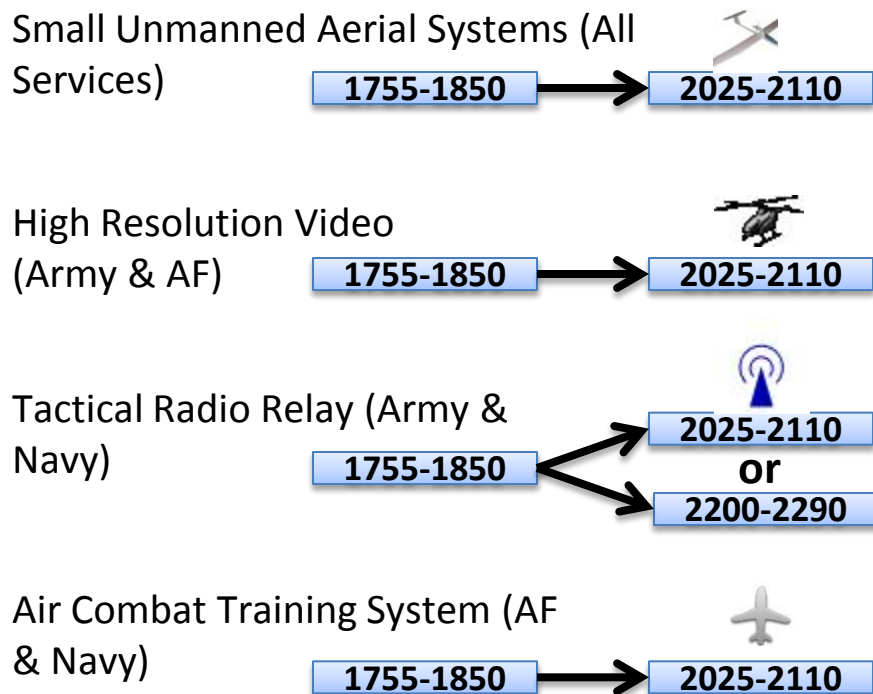 Small Unmanned Aerial Systems (All
Services)
1755-1850
2025-2110
High Resolution Video
(Army & AF)
1755-1850
2025-2110
Tactical Radio Relay (Army &
Navy)
2025-2110
1755-1850
or
2200-2290
Air Combat Training System (AF
& Navy)
1755-1850
2025-2110